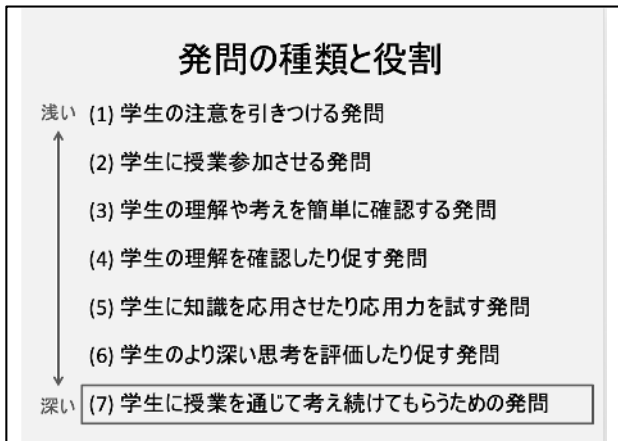 発問の種類と役割
浅い (1) 学生の注意を引きつける発問
(2) 学生に授業参加させる発問
(3) 学生の理解や考えを簡単に確認する発問
(4) 学生の理解を確認したり促す発問
(5) 学生に知識を応用させたり応用力を試す発問
(6) 学生のより深い思考を評価したり促す発問
深い (7) 学生に授業を通じて考え続けてもらうための発問